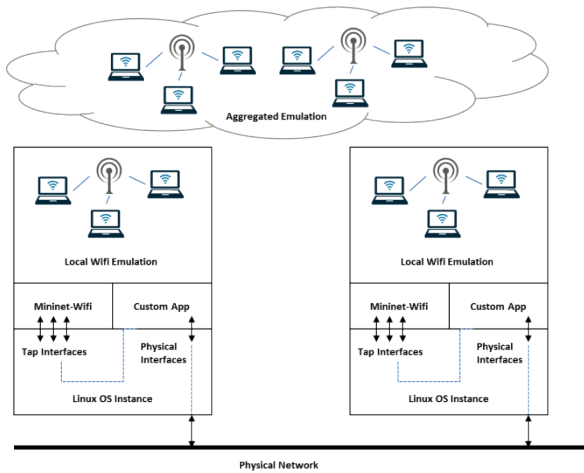 Aggregated Emulation
Local Wifi Emulation
Mininet-Wifi
Custom App
Tap Interfaces
Physical
Interfaces
Linux OS Instance
Local Wifi Emulation
Mininet-Wifi
Custom App
Tap Interfaces
Physical
Interfaces
Linux OS Instance
Physical Network